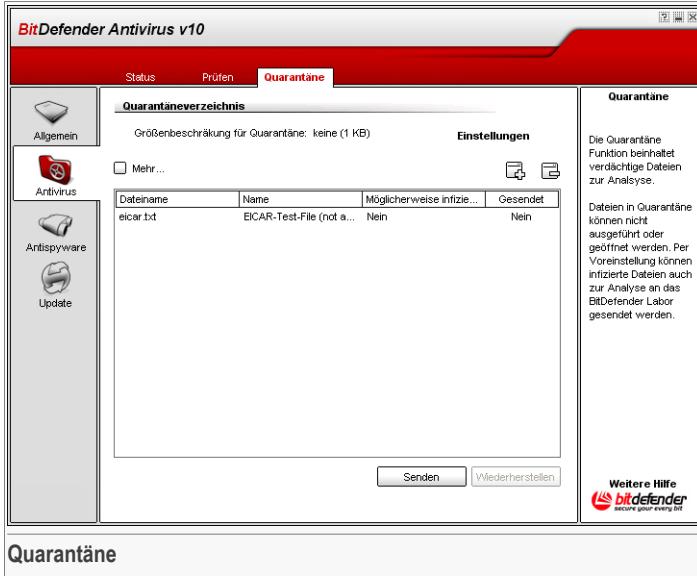 BitDefender Antivirus v10
Status Prüfen Quarantäne
Allgemein
Antivirus
Antispyware
Update
Quarantäneverzeichnis
Größenbeschräkung für Quarantäne: keine (1 KB) Einstellungen
Mehr...
Dateiname Name Möglicherweise infizie... Gesendet
eicar.txt EICAR-Test-File (not a... Nein Nein
Senden Wiederherstellen
Quarantäne
Die Quarantäne
Funktion beinhaltet
verdächtige Dateien
zur Analsyse.
Dateien in Quarantäne
können nicht
ausgeführt oder
geöffnet werden. Per
Voreinstellung können
infizierte Dateien auch
zur Analyse an das
BitDefender Labor
gesendet werden.
Weitere Hilfe
bitdefender
secure your every bit
Quarantäne